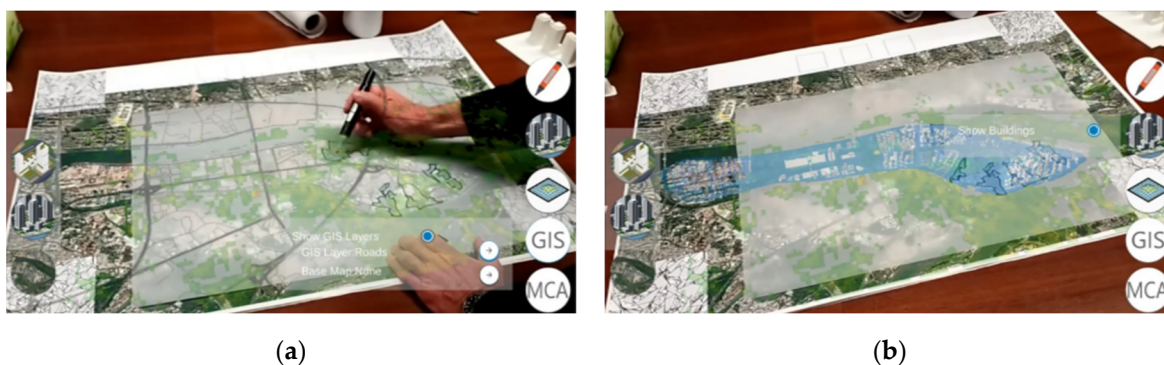 Show GIS Layers
GIS Layer Roads
Base Map None
GIS
MCA
Show Buildings
GIS
MCA
(a)
(b)